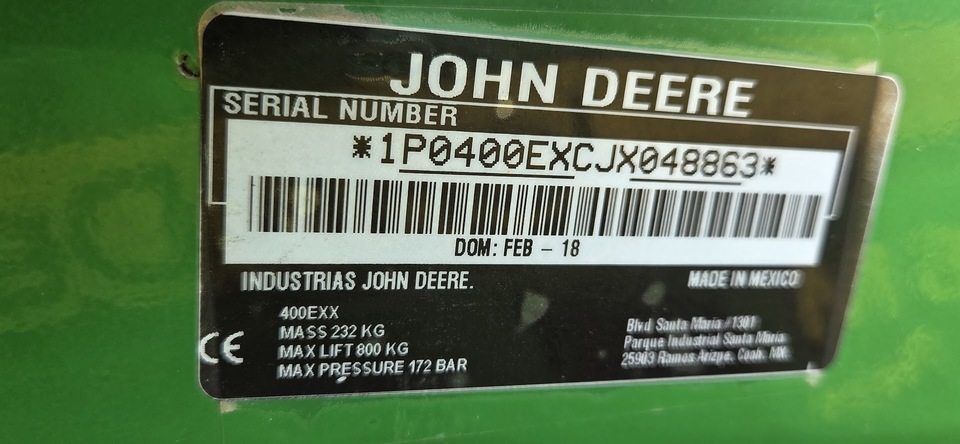 JOHN DEERE
SERIAL NUMBER
*1P0400EXCJX048863*
DOM: FEB - 18
INDUSTRIAS JOHN DEERE.
MADE IN MEXICO
400EXX
MASS 232 KG
MAX LIFT 800 KG
MAX PRESSURE 172 BAR
CE
Blvd Santa Maria #1301
Parque Industrial Santa Maria
25903 Ramos Arizpe, Coah. MX.